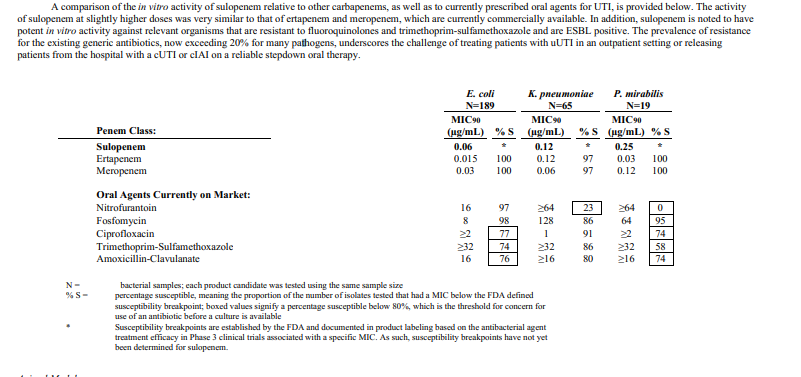 A comparison of the in vitro activity of sulopenem relative to other carbapenems, as well as to currently prescribed oral agents for UTI, is provided below. The activity
of sulopenem at slightly higher doses was very similar to that of ertapenem and meropenem, which are currently commercially available. In addition, sulopenem is noted to have
potent in vitro activity against relevant organisms that are resistant to fluoroquinolones and trimethoprim-sulfamethoxazole and are ESBL positive. The prevalence of resistance
for the existing generic antibiotics, now exceeding 20% for many pathogens, underscores the challenge of treating patients with uUTI in an outpatient setting or releasing
patients from the hospital with a cUTI or cIAI on a reliable stepdown oral therapy.
E. coli K. pneumoniae P. mirabilis
N=189 N=65 N=19
MIC90 MIC90 MIC90
Penem Class: (µg/mL) % S (µg/mL) % S (µg/mL) % S
Sulopenem 0.06 * 0.12 * 0.25 *
Ertapenem 0.015 100 0.12 97 0.03 100
Meropenem 0.03 100 0.06 97 0.12 100
Oral Agents Currently on Market:
Nitrofurantoin 16 97 ≥64 23 ≥64 0
Fosfomycin 8 98 128 86 64 95
Ciprofloxacin ≥2 77 1 91 ≥2 74
Trimethoprim-Sulfamethoxazole ≥32 74 ≥32 86 ≥32 58
Amoxicillin-Clavulanate 16 76 ≥16 80 ≥16 74
N = bacterial samples; each product candidate was tested using the same sample size
% S = percentage susceptible, meaning the proportion of the number of isolates tested that had a MIC below the FDA defined
susceptibility breakpoint; boxed values signify a percentage susceptible below 80%, which is the threshold for concern for
use of an antibiotic before a culture is available
* Susceptibility breakpoints are established by the FDA and documented in product labeling based on the antibacterial agent
treatment efficacy in Phase 3 clinical trials associated with a specific MIC. As such, susceptibility breakpoints have not yet
been determined for sulopenem.